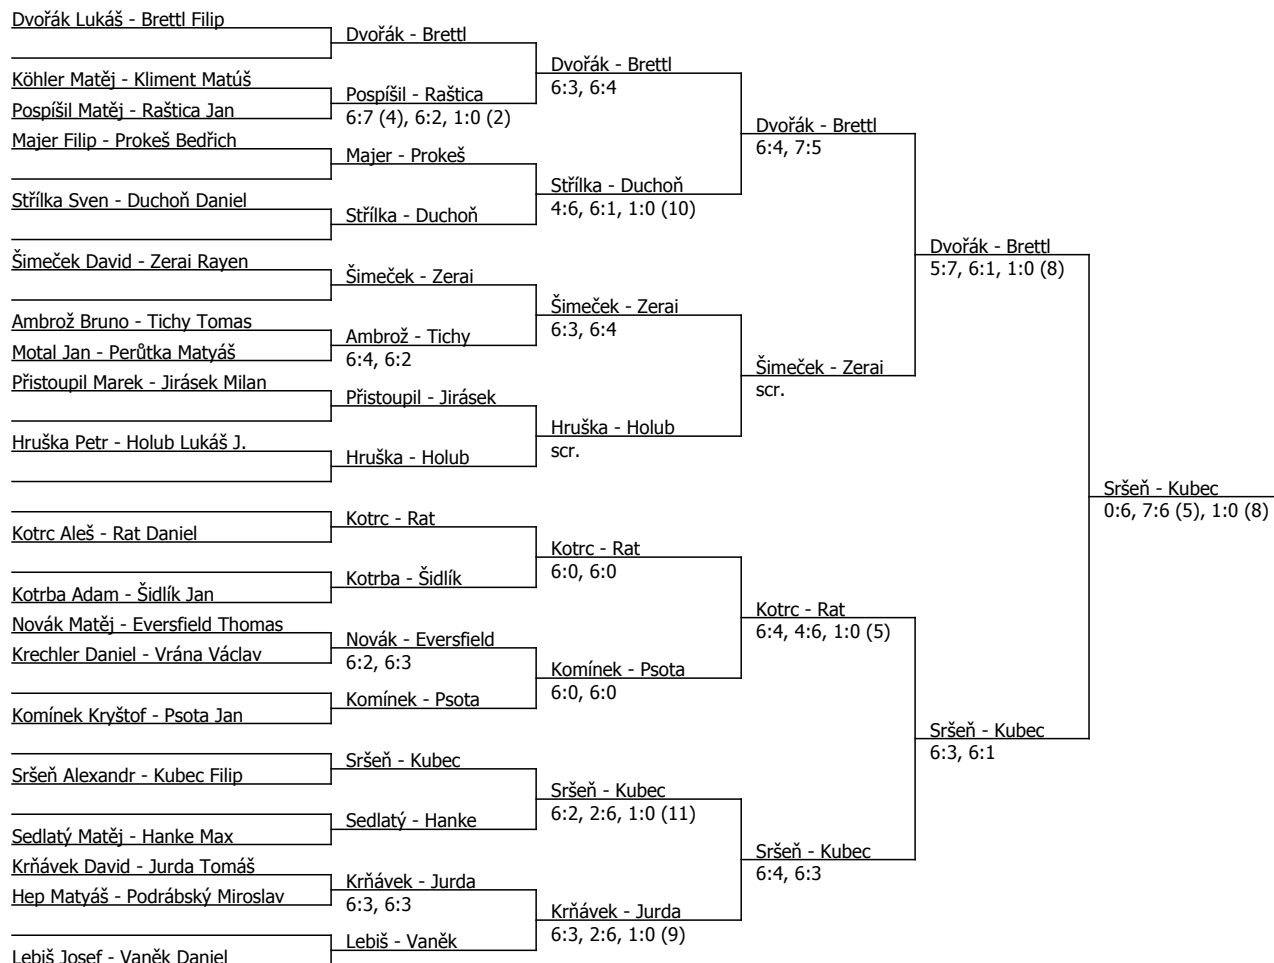 Dvořák Lukáš - Brettl Filip
Dvořák - Brettl
Dvořák - Brettl
6:3, 6:4
Köhler Matěj - Kliment Matúš
Pospíšil - Raštica
6:7 (4), 6:2, 1:0 (2)
Pospíšil Matěj - Raštica Jan
Dvořák - Brettl
6:4, 7:5
Majer Filip - Prokeš Bedřich
Majer - Prokeš
Střílka - Duchoň
4:6, 6:1, 1:0 (10)
Střílka Sven - Duchoň Daniel
Střílka - Duchoň
Dvořák - Brettl
5:7, 6:1, 1:0 (8)
Šimeček David - Zerai Rayen
Šimeček - Zerai
Šimeček - Zerai
6:3, 6:4
Ambrož Bruno - Tichy Tomas
Ambrož - Tichy
6:4, 6:2
Motal Jan - Perůtka Matyáš
Šimeček - Zerai
scr.
Přistoupil Marek - Jirásek Milan
Přistoupil - Jirásek
Hruška - Holub
scr.
Hruška Petr - Holub Lukáš J.
Hruška - Holub
Sršeň - Kubec
0:6, 7:6 (5), 1:0 (8)
Kotrc - Rat
Kotrc Aleš - Rat Daniel
Kotrc - Rat
6:0, 6:0
Kotrba - Šidlík
Kotrba Adam - Šidlík Jan
Kotrc - Rat
6:4, 4:6, 1:0 (5)
Novák Matěj - Eversfield Thomas
Novák - Eversfield
6:2, 6:3
Krechler Daniel - Vrána Václav
Komínek - Psota
6:0, 6:0
Komínek - Psota
Komínek Kryštof - Psota Jan
Sršeň - Kubec
6:3, 6:1
Sršeň - Kubec
Sršeň Alexandr - Kubec Filip
Sršeň - Kubec
6:2, 2:6, 1:0 (11)
Sedlatý - Hanke
Sedlatý Matěj - Hanke Max
Sršeň - Kubec
6:4, 6:3
Krňávek David - Jurda Tomáš
Krňávek - Jurda
6:3, 6:3
Hep Matyáš - Podrábský Miroslav
Krňávek - Jurda
6:3, 2:6, 1:0 (9)
Lebiš - Vaněk
Lebiš Josef - Vaněk Daniel